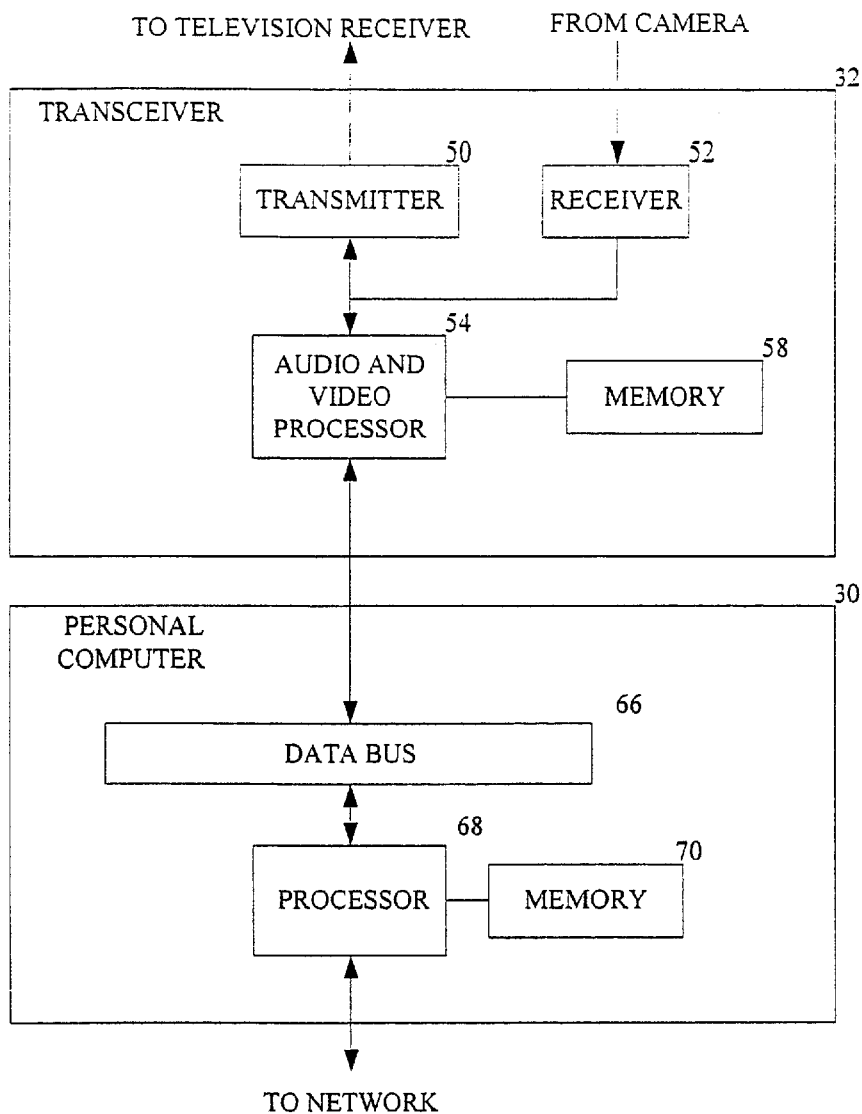 TO TELEVISION RECEIVER
FROM CAMERA
32
TRANSCEIVER
50
52
TRANSMITTER
RECEIVER
54
58
AUDIO AND
VIDEO
PROCESSOR
MEMORY
30
PERSONAL
COMPUTER
66
DATA BUS
68
70
PROCESSOR
MEMORY
TO NETWORK